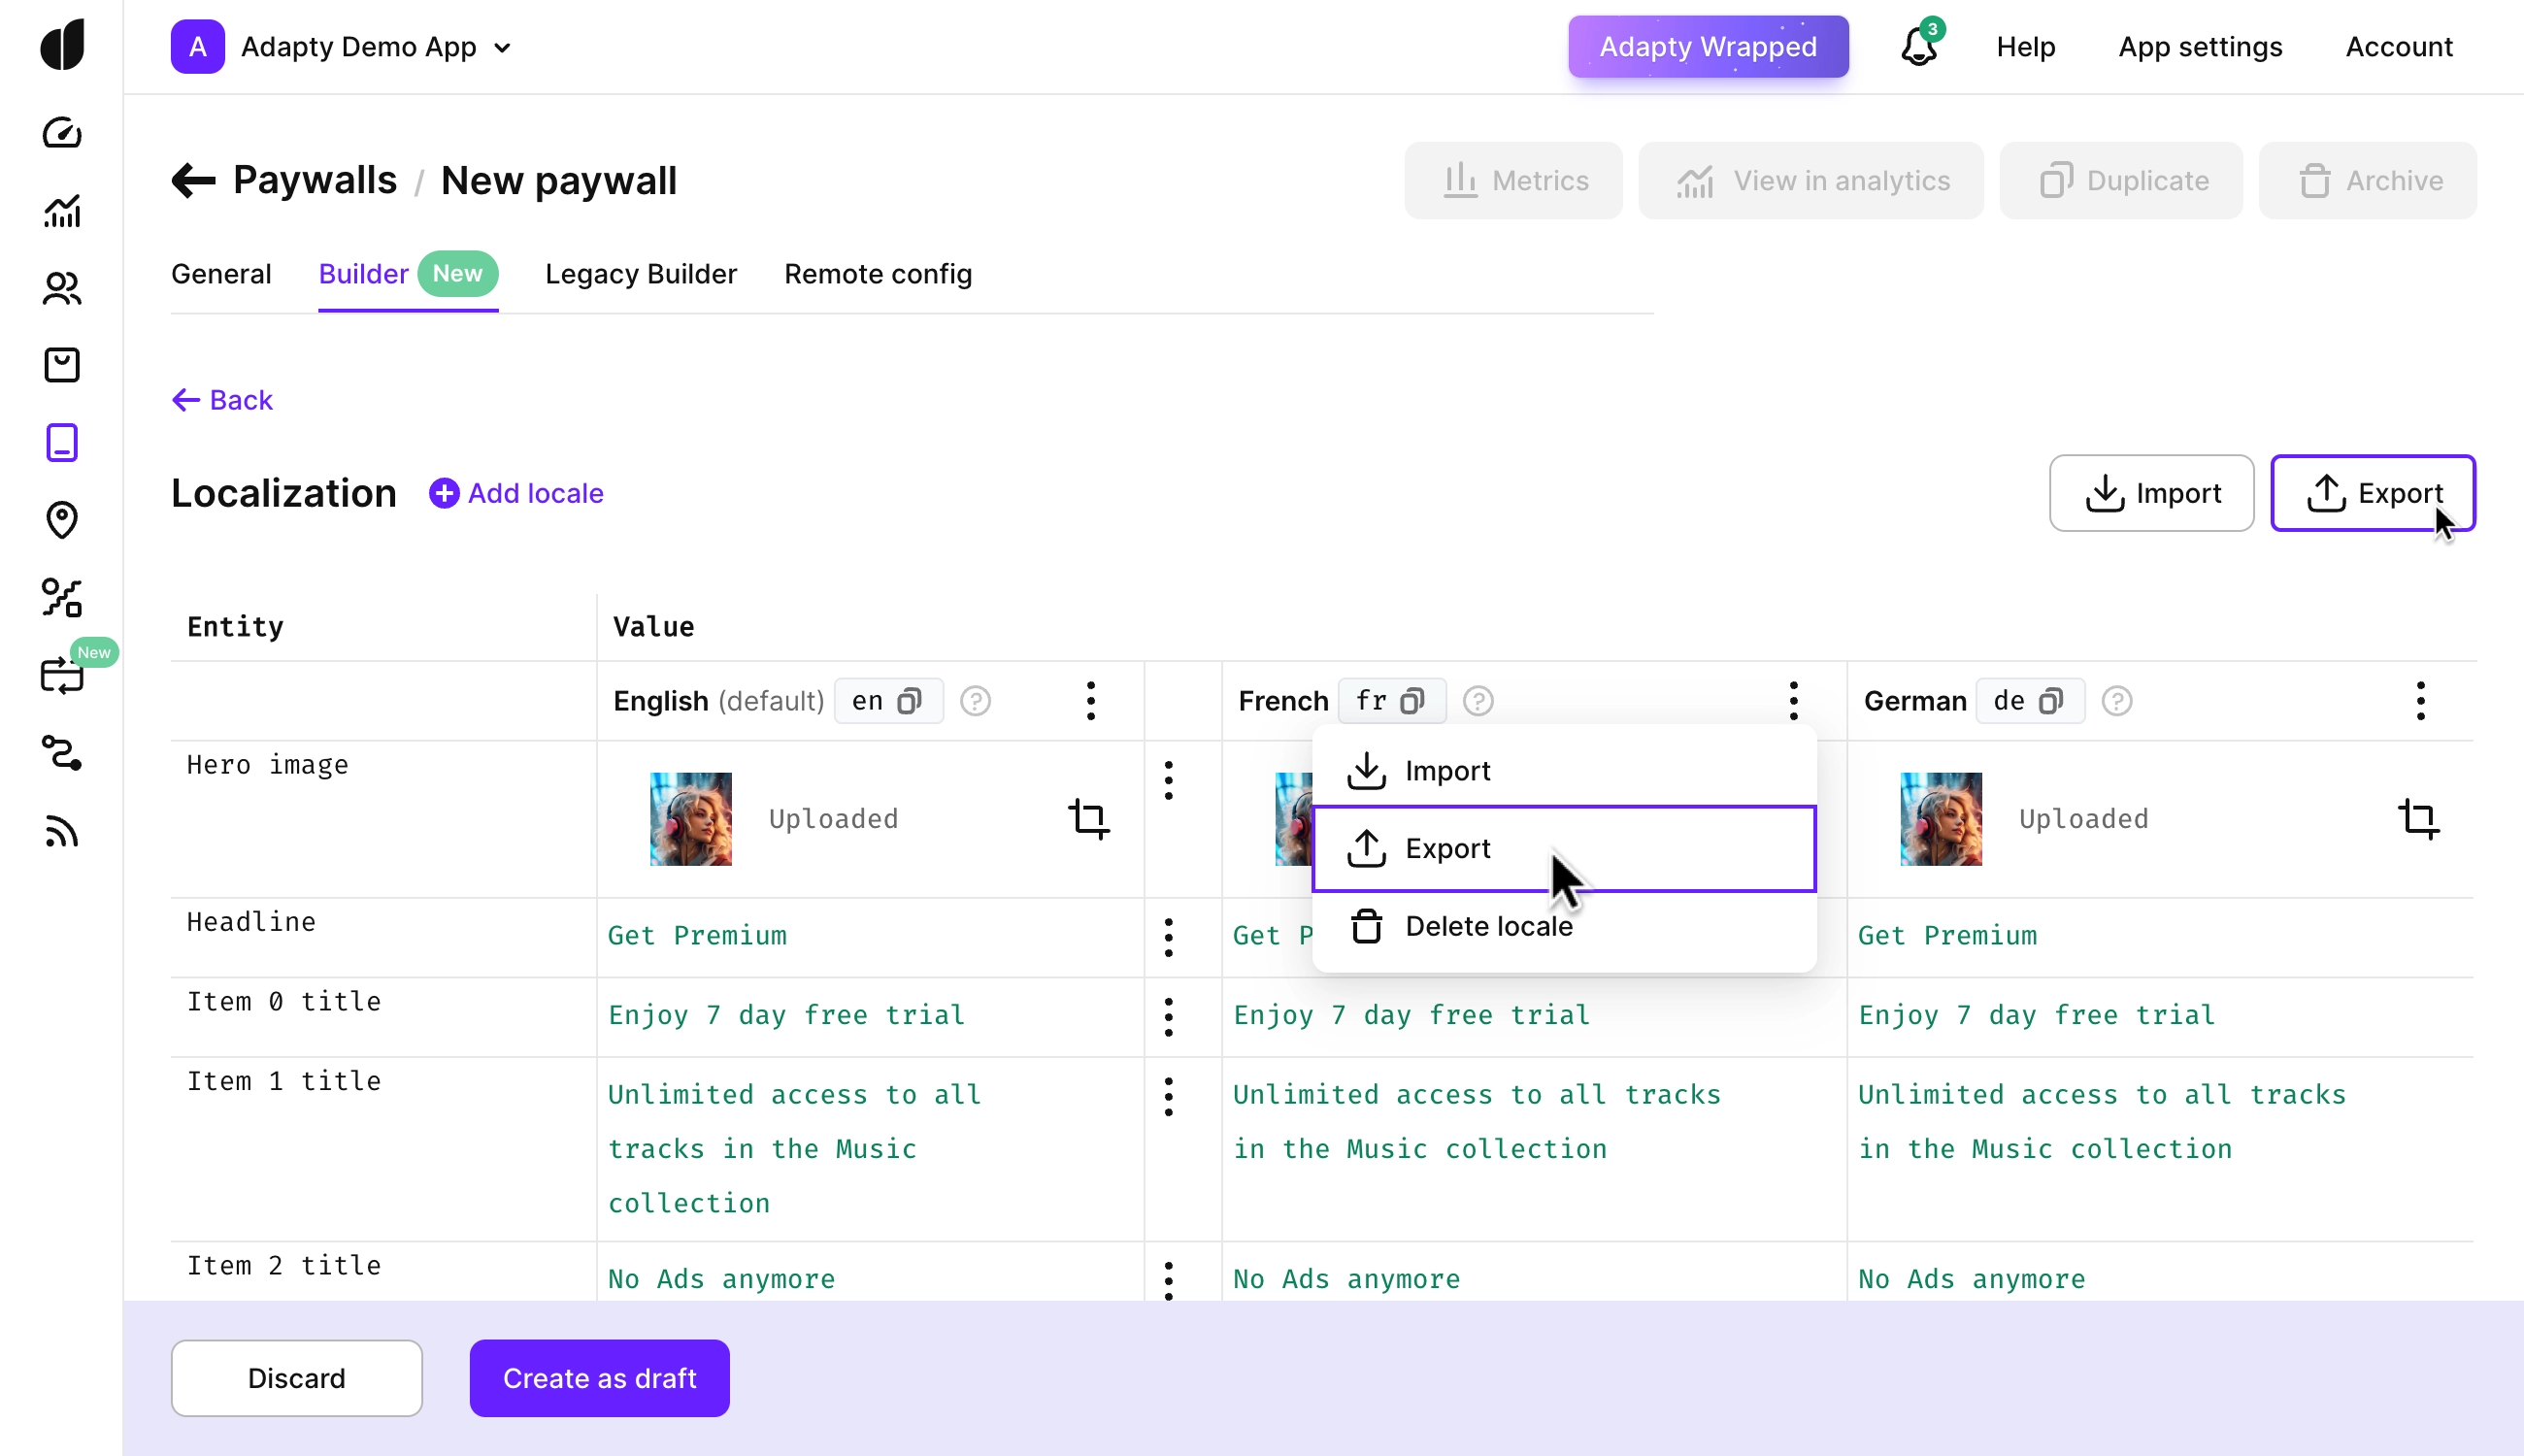 A Adapty Demo App
Adapty Wrapped
3
Help
App settings
Account
Paywalls / New paywall
Metrics
View in analytics
Duplicate
Archive
General
Builder New
Legacy Builder
Remote config
Back
Localization
Add locale
Import
Export
New
Entity
Value
English (default) en ?
French fr ?
German de ?
Hero image
Uploaded
Uploaded
Import
Export
Delete locale
Headline
Get Premium
Get P
Get Premium
Item 0 title
Enjoy 7 day free trial
Enjoy 7 day free trial
Enjoy 7 day free trial
Item 1 title
Unlimited access to all
tracks in the Music
collection
Unlimited access to all tracks
in the Music collection
Unlimited access to all tracks
in the Music collection
Item 2 title
No Ads anymore
No Ads anymore
No Ads anymore
Discard
Create as draft